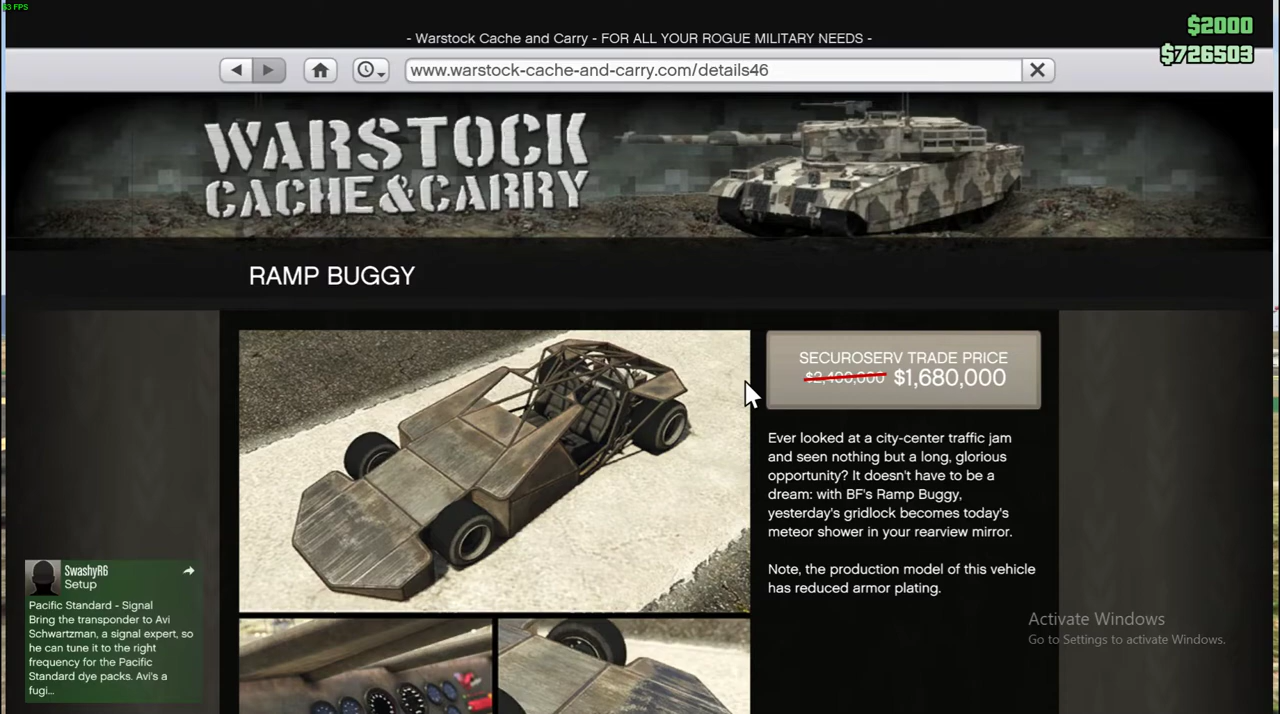 53 FPS
$2000
- Warstock Cache and Carry - FOR ALL YOUR ROGUE MILITARY NEEDS -
$726503
www.warstock-cache-and-carry.com/details46
WARSTOCK
CACHE&CARRY
RAMP BUGGY
SECUROSERV TRADE PRICE
$2,400,000 $1,680,000
Ever looked at a city-center traffic jam
and seen nothing but a long, glorious
opportunity? It doesn't have to be a
dream: with BF's Ramp Buggy,
yesterday's gridlock becomes today's
meteor shower in your rearview mirror.
Note, the production model of this vehicle
has reduced armor plating.
SwashyR6
Setup
Pacific Standard - Signal
Bring the transponder to Avi
Schwartzman, a signal expert, so
he can tune it to the right
frequency for the Pacific
Standard dye packs. Avi's a
fugi...
Activate Windows
Go to Settings to activate Windows.